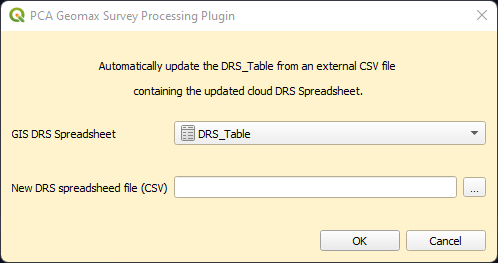 PCA Geomax Survey Processing Plugin
Automatically update the DRS_Table from an external CSV file
containing the updated cloud DRS Spreadsheet.
GIS DRS Spreadsheet
DRS_Table
New DRS spreadsheed file (CSV)
...
OK
Cancel